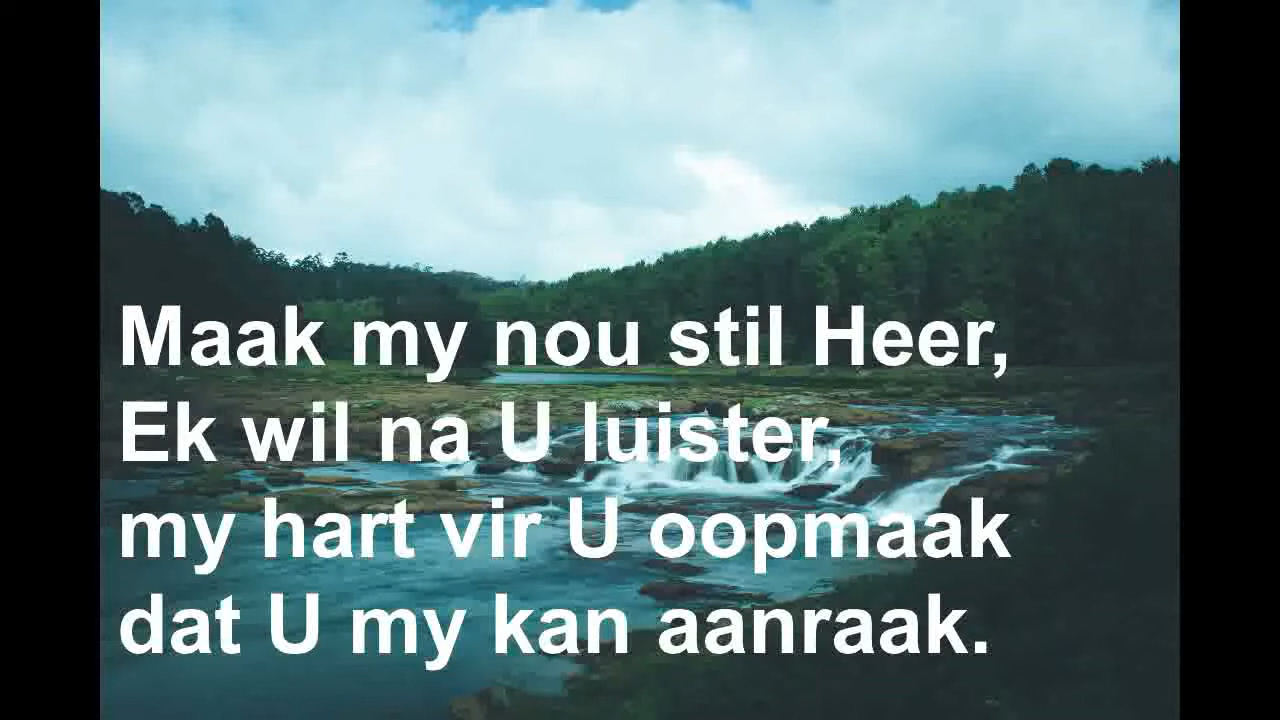 Maak my nou stil Heer,
Ek wil na U luister,
my hart vir U oopmaak
dat U my kan aanraak.